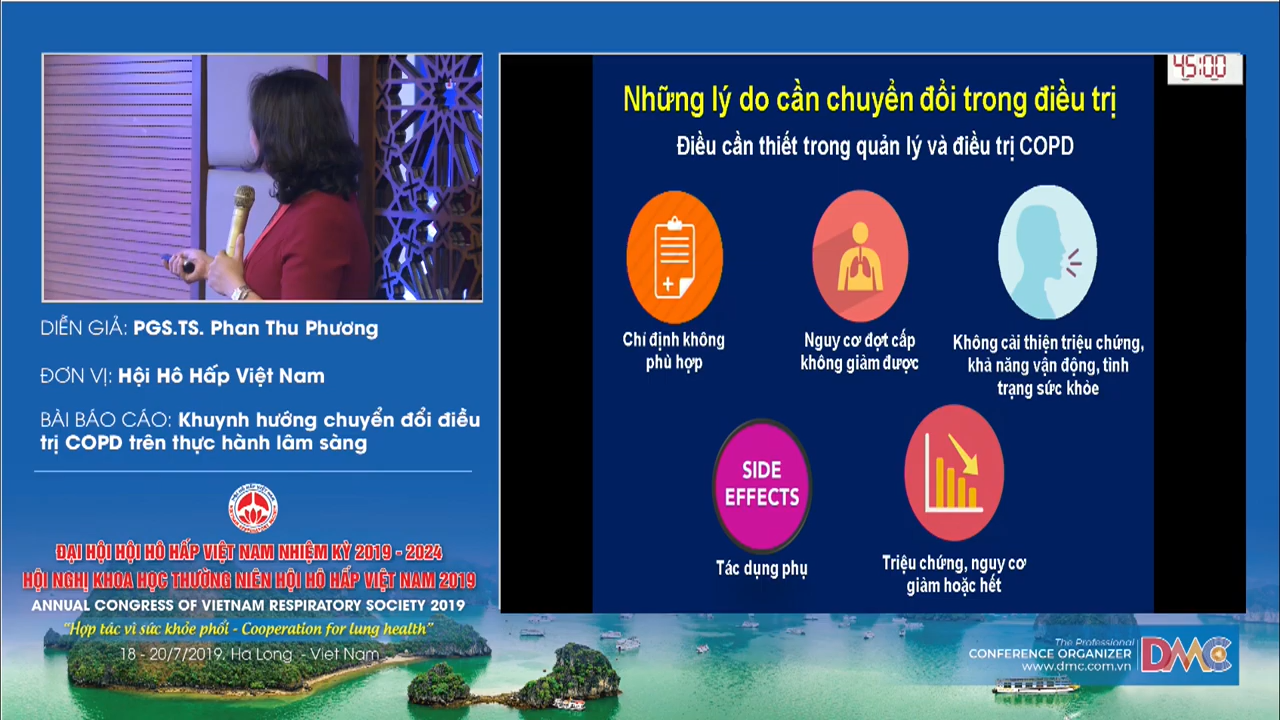 45:00
Những lý do cần chuyển đổi trong điều trị
Điều cần thiết trong quản lý và điều trị COPD
Chỉ định không
phù hợp
Nguy cơ đợt cấp
không giảm được
Không cải thiện triệu chứng,
khả năng vận động, tình
trạng sức khỏe
SIDE
EFFECTS
Tác dụng phụ
Triệu chứng, nguy cơ
giảm hoặc hết
DIỄN GIẢ: PGS.TS. Phan Thu Phương
ĐƠN VỊ: Hội Hô Hấp Việt Nam
BÀI BÁO CÁO: Khuynh hướng chuyển đổi điều
trị COPD trên thực hành lâm sàng
ĐẠI HỘI HỘI HÔ HẤP VIỆT NAM NHIỆM KỲ 2019 - 2024
HỘI NGHỊ KHOA HỌC THƯỜNG NIÊN HỘI HÔ HẤP VIỆT NAM 2019
ANNUAL CONGRESS OF VIETNAM RESPIRATORY SOCIETY 2019
"Hợp tác vì sức khỏe phổi - Cooperation for lung health"
18 - 20/7/2019. Ha Long - Viet Nam
The Professional
CONFERENCE ORGANIZER
www.dmc.com.vn
DMC